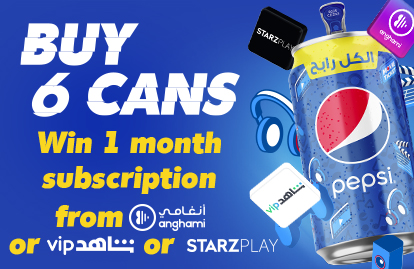 BUY
6 CANS
Win 1 month
subscription
from أنغامي anghami
or vip شاهد or STARZPLAY
STARZPLAY
anghami
الكل رابح
pepsi
vip شاهد